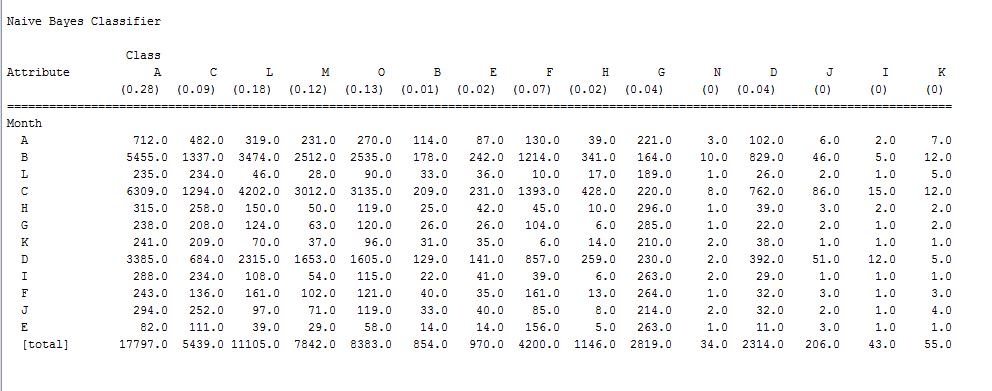 Naive Bayes Classifier
Class
Attribute A C L M O B E F H G N D J I K
(0.28) (0.09) (0.18) (0.12) (0.13) (0.01) (0.02) (0.07) (0.02) (0.04) (0) (0.04) (0) (0) (0)
================================================================================
Month
A 712.0 482.0 319.0 231.0 270.0 114.0 87.0 130.0 39.0 221.0 3.0 102.0 6.0 2.0 7.0
B 5455.0 1337.0 3474.0 2512.0 2535.0 178.0 242.0 1214.0 341.0 164.0 10.0 829.0 46.0 5.0 12.0
L 235.0 234.0 46.0 28.0 90.0 33.0 36.0 10.0 17.0 189.0 1.0 26.0 2.0 1.0 5.0
C 6309.0 1294.0 4202.0 3012.0 3135.0 209.0 231.0 1393.0 428.0 220.0 8.0 762.0 86.0 15.0 12.0
H 315.0 258.0 150.0 50.0 119.0 25.0 42.0 45.0 10.0 296.0 1.0 39.0 3.0 2.0 2.0
G 238.0 208.0 124.0 63.0 120.0 26.0 26.0 104.0 6.0 285.0 1.0 22.0 2.0 1.0 2.0
K 241.0 209.0 70.0 37.0 96.0 31.0 35.0 6.0 14.0 210.0 2.0 38.0 1.0 1.0 1.0
D 3385.0 684.0 2315.0 1653.0 1605.0 129.0 141.0 857.0 259.0 230.0 2.0 392.0 51.0 12.0 5.0
I 288.0 234.0 108.0 54.0 115.0 22.0 41.0 39.0 6.0 263.0 2.0 29.0 1.0 1.0 1.0
F 243.0 136.0 161.0 102.0 121.0 40.0 35.0 161.0 13.0 264.0 1.0 32.0 3.0 1.0 3.0
J 294.0 252.0 97.0 71.0 119.0 33.0 40.0 85.0 8.0 214.0 2.0 32.0 2.0 1.0 4.0
E 82.0 111.0 39.0 29.0 58.0 14.0 14.0 156.0 5.0 263.0 1.0 11.0 3.0 1.0 1.0
[total] 17797.0 5439.0 11105.0 7842.0 8383.0 854.0 970.0 4200.0 1146.0 2819.0 34.0 2314.0 206.0 43.0 55.0